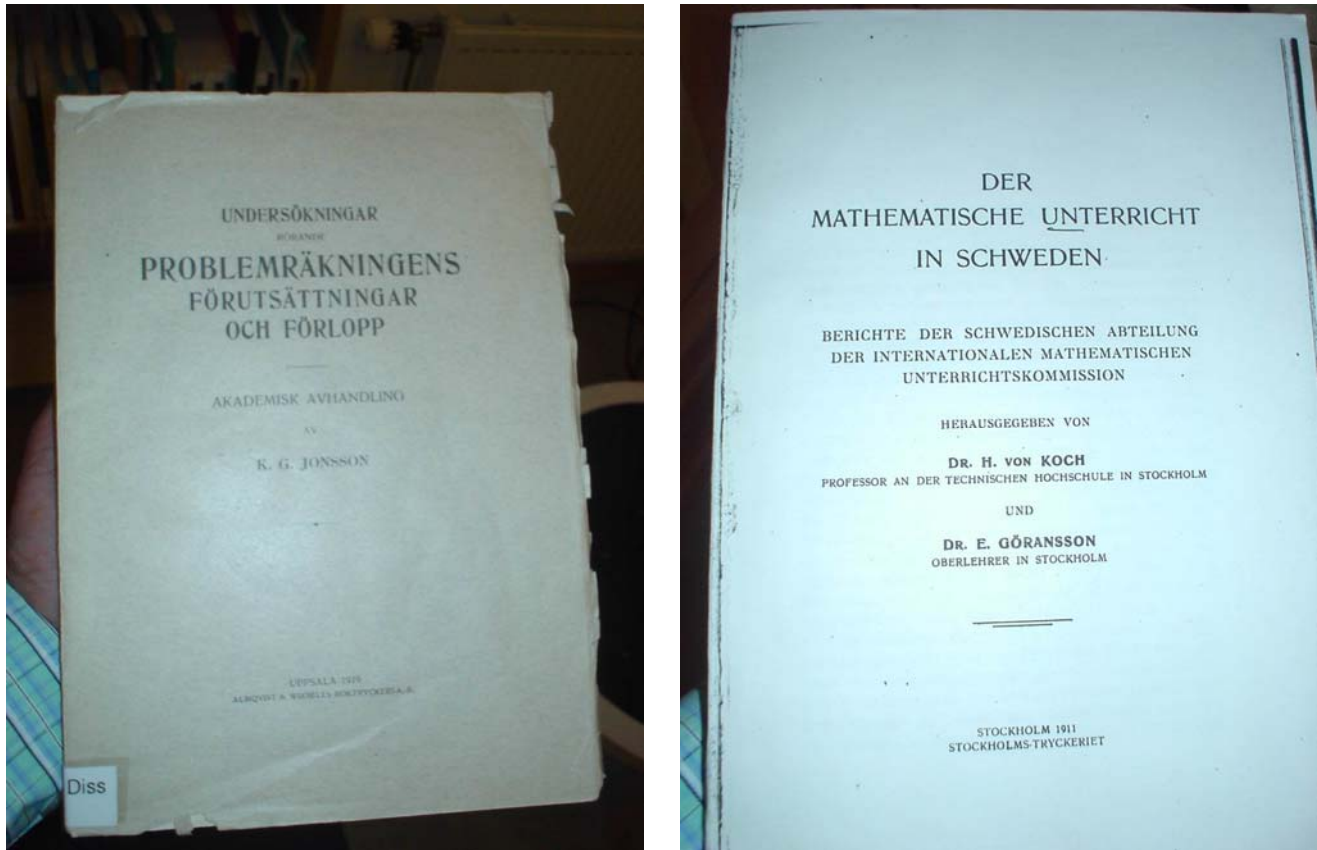 UNDERSÖKNINGAR
RÖRANDE
PROBLEMRÄKNINGENS
FÖRUTSÄTTNINGAR
OCH FÖRLOPP
AKADEMISK AVHANDLING
AV
K. G. JONSSON
UPPSALA
Diss
DER
MATHEMATISCHE UNTERRICHT
IN SCHWEDEN
BERICHTE DER SCHWEDISCHEN ABTEILUNG
DER INTERNATIONALEN MATHEMATISCHEN
UNTERRICHTSKOMMISSION
HERAUSGEGEBEN VON
DR. H. VON KOCH
PROFESSOR AN DER TECHNISCHEN HOCHSCHULE IN STOCKHOLM
UND
DR. E. GÖRANSSON
OBERLEHRER IN STOCKHOLM
STOCKHOLM 1911
STOCKHOLMS-TRYCKERIET